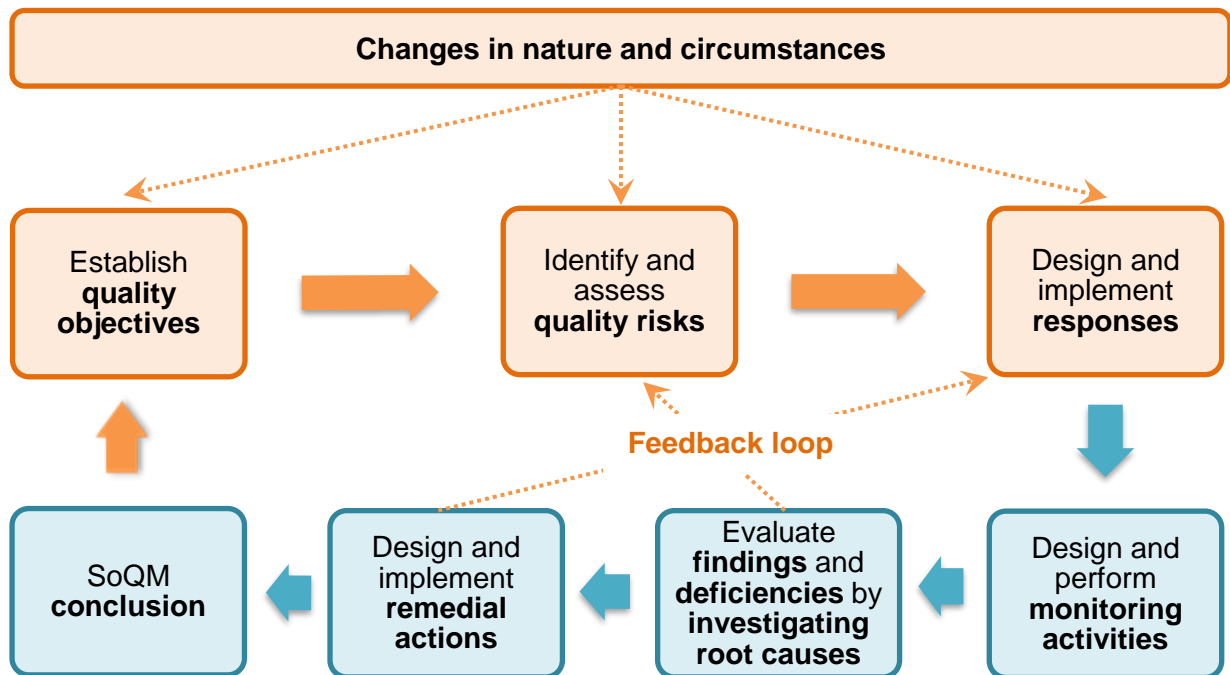 Changes in nature and circumstances
Establish
quality
objectives
Identify and
assess
quality risks
Design and
implement
responses
Feedback loop
SoQM
conclusion
Design and
implement
remedial
actions
Evaluate
findings and
deficiencies by
investigating
root causes
Design and
perform
monitoring
activities